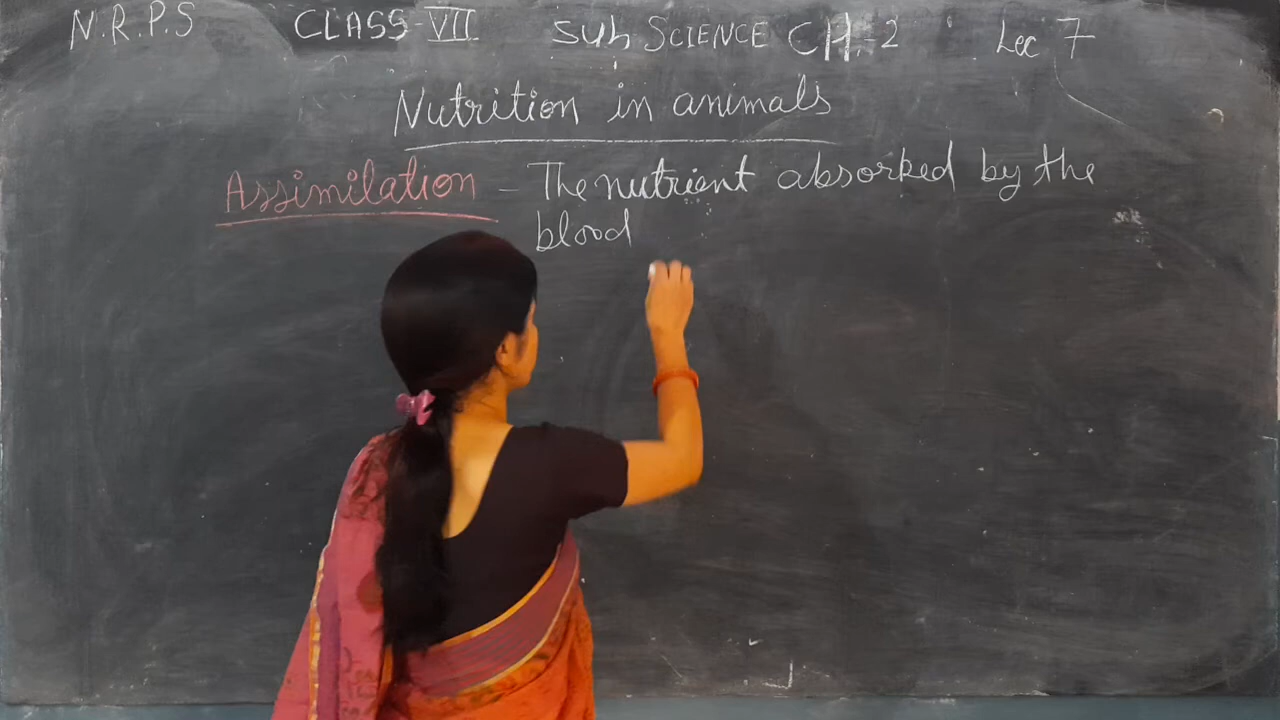 N.R.P.S CLASS-VII Sub SCIENCE CH.-2 Lec 7
Nutrition in animals
Assimilation - The nutrient absorbed by the
blood